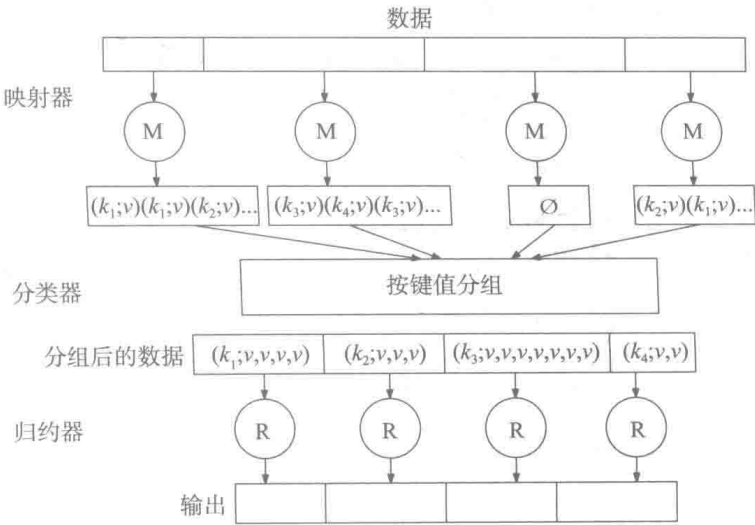 数据
映射器
M M M M
(k₁;v)(k₁;v)(k₂;v)... (k₃;v)(k₄;v)(k₃;v)... ∅ (k₂;v)(k₁;v)...
分类器
按键值分组
分组后的数据 (k₁;v,v,v,v) (k₂;v,v,v) (k₃;v,v,v,v,v,v,v) (k₄;v,v)
归约器
R R R R
输出